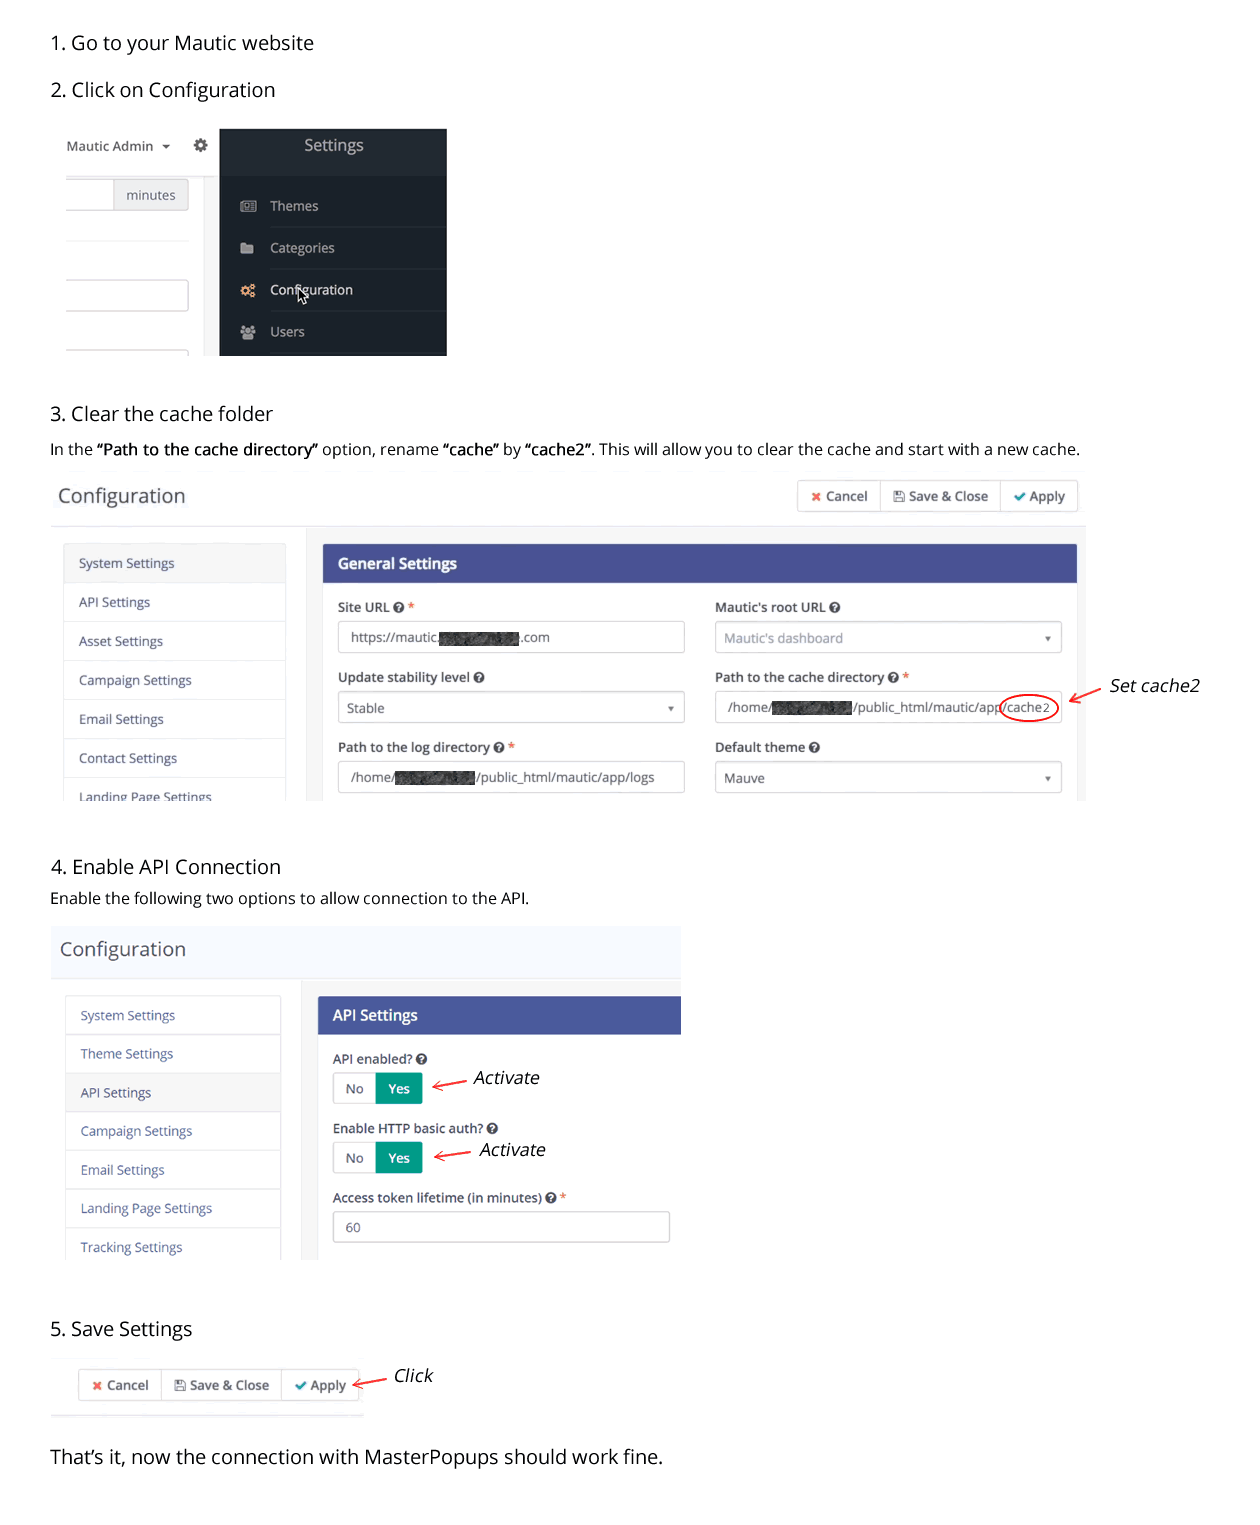 1. Go to your Mautic website
2. Click on Configuration
Mautic Admin
Settings
minutes
Themes
Categories
Configuration
Users
3. Clear the cache folder
In the “Path to the cache directory” option, rename “cache” by “cache2”. This will allow you to clear the cache and start with a new cache.
Configuration
Cancel Save & Close Apply
System Settings
API Settings
Asset Settings
Campaign Settings
Email Settings
Contact Settings
Landing Page Settings
General Settings
Site URL *
https://mautic. .com
Mautic's root URL
Mautic's dashboard
Update stability level
Stable
Path to the cache directory *
/home/ /public_html/mautic/app/cache2
Set cache2
Path to the log directory *
/home/ /public_html/mautic/app/logs
Default theme
Mauve
4. Enable API Connection
Enable the following two options to allow connection to the API.
Configuration
System Settings
Theme Settings
API Settings
Campaign Settings
Email Settings
Landing Page Settings
Tracking Settings
API Settings
API enabled?
No Yes
Activate
Enable HTTP basic auth?
No Yes
Activate
Access token lifetime (in minutes) *
60
5. Save Settings
Cancel Save & Close Apply
Click
That’s it, now the connection with MasterPopups should work fine.